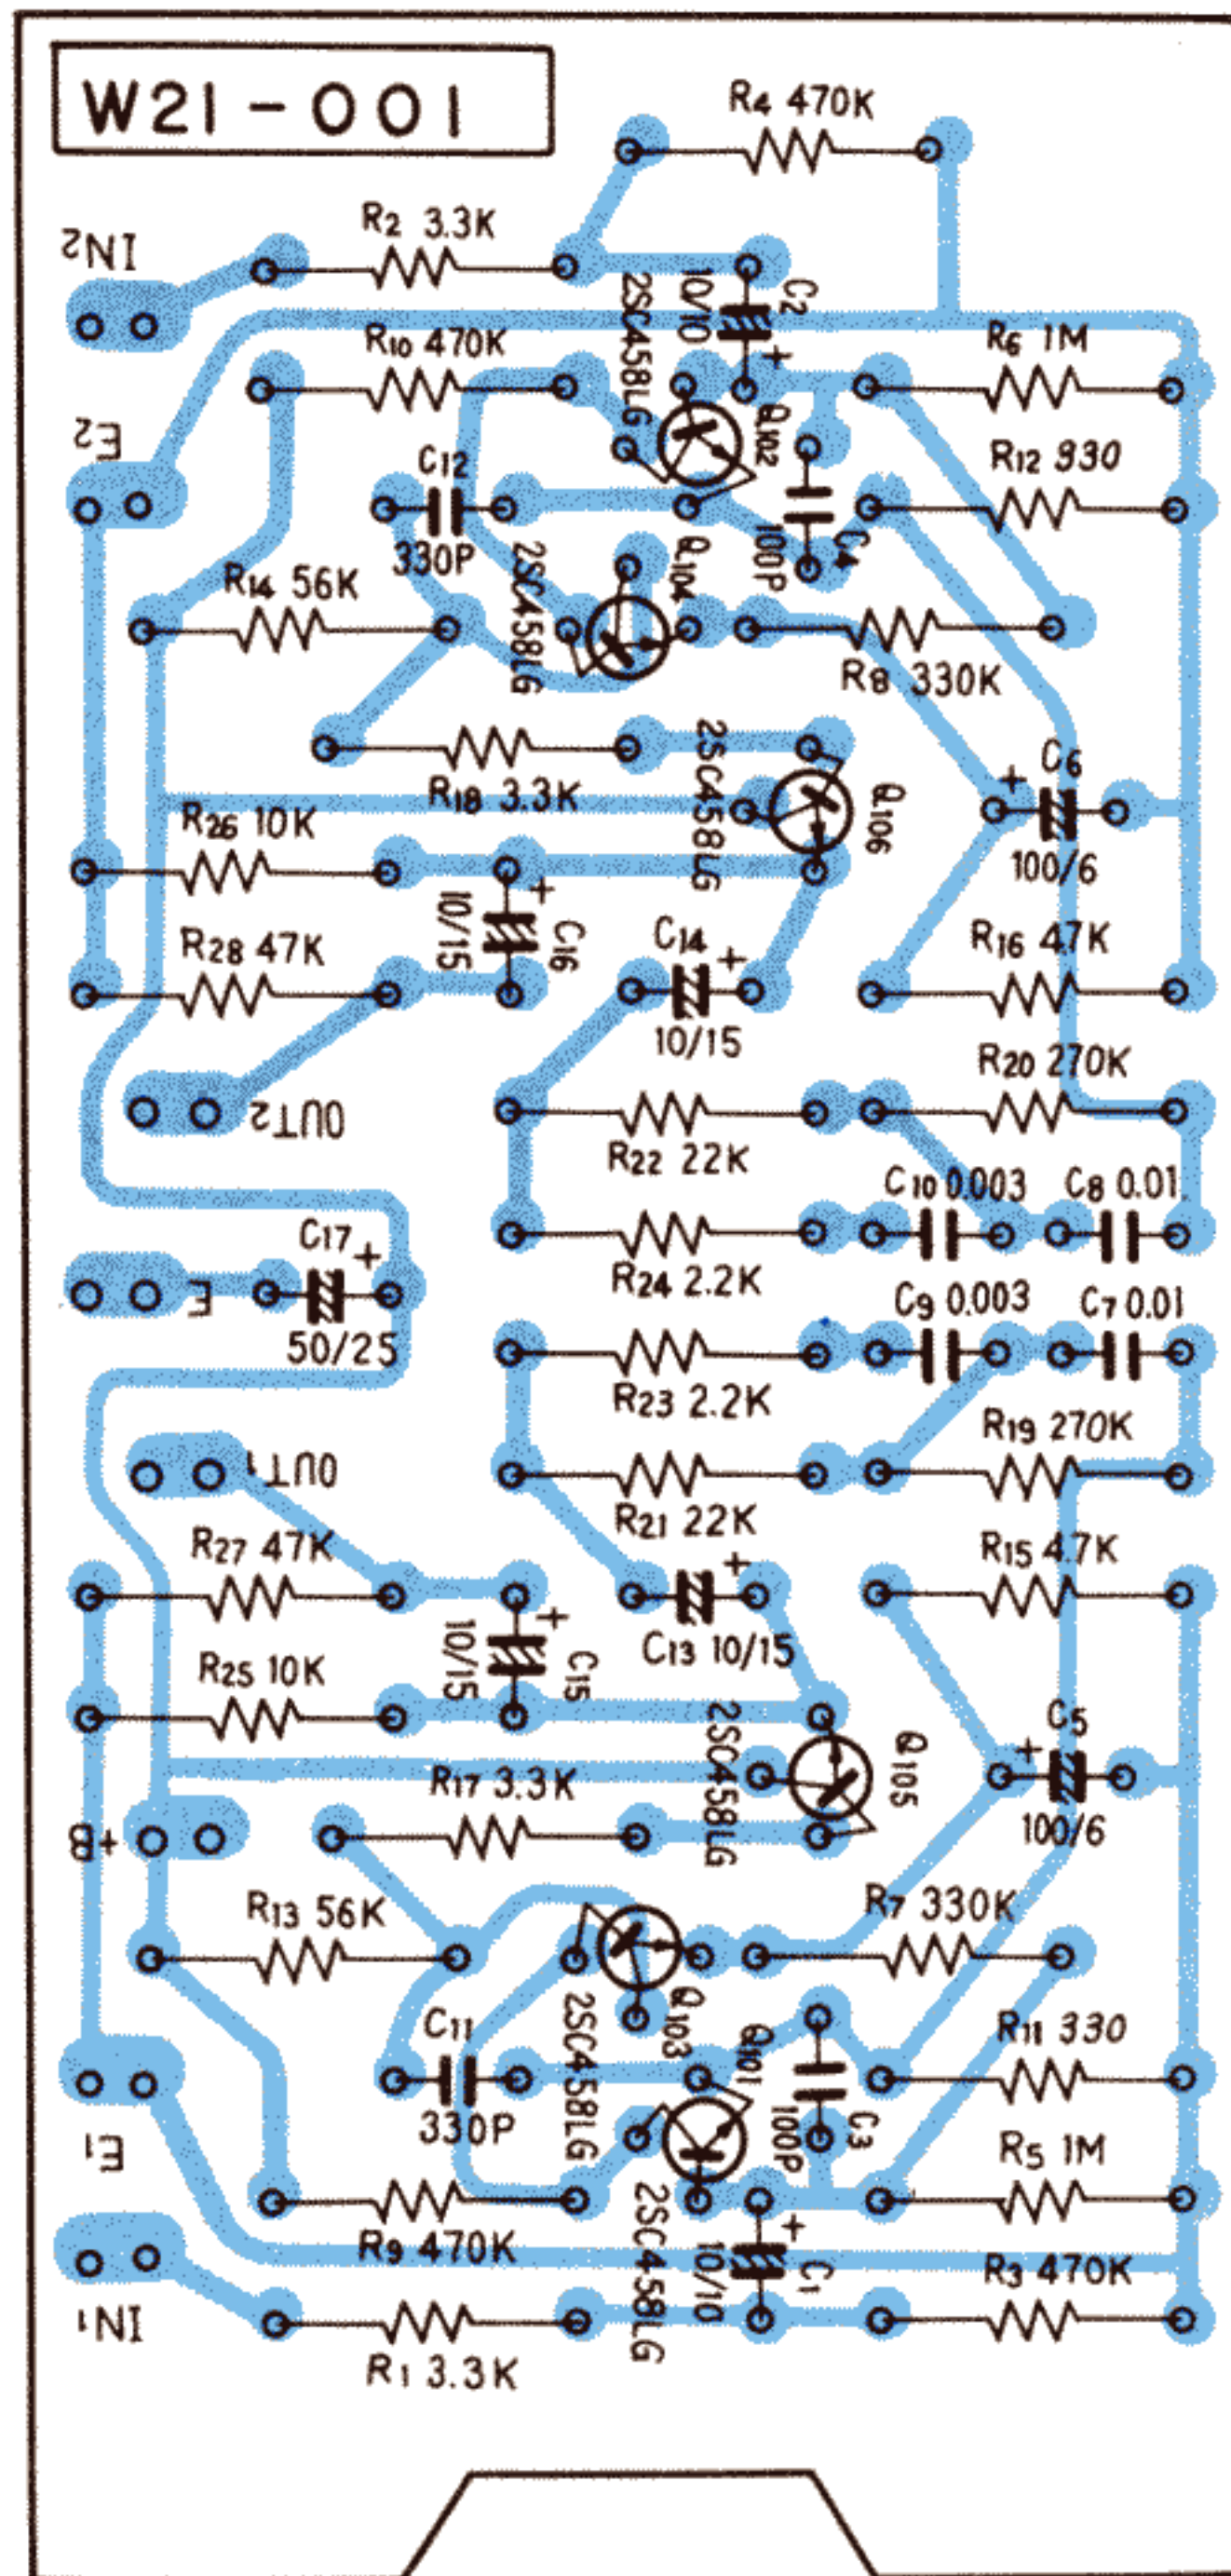 W21-001
R4 470K
IN2
R2 3.3K
C2
10/10
2SC458LG
R10 470K
R6 1M
E2
Q102
C12
330P
R12 330
100P
C4
R14 56K
2SC458LG
Q104
R8 330K
R18 3.3K
2SC458LG
Q106
C6
+
100/6
R26 10K
R28 47K
10/15
+
C16
C14
+
10/15
R16 4.7K
OUT2
R20 270K
R22 22K
C10 0.003
C8 0.01
C17
+
E
50/25
R24 2.2K
C9 0.003
C7 0.01
R23 2.2K
R19 270K
OUT1
R21 22K
R27 47K
+
R15 4.7K
10/15
+
C15
C13 10/15
R25 10K
2SC458LG
Q105
C5
+
100/6
R17 3.3K
+B
R13 56K
R7 330K
2SC458LG
Q103
C11
330P
Q101
R11 330
100P
C3
E1
R5 1M
R9 470K
2SC458LG
10/10
+
C1
R3 470K
IN1
R1 3.3K